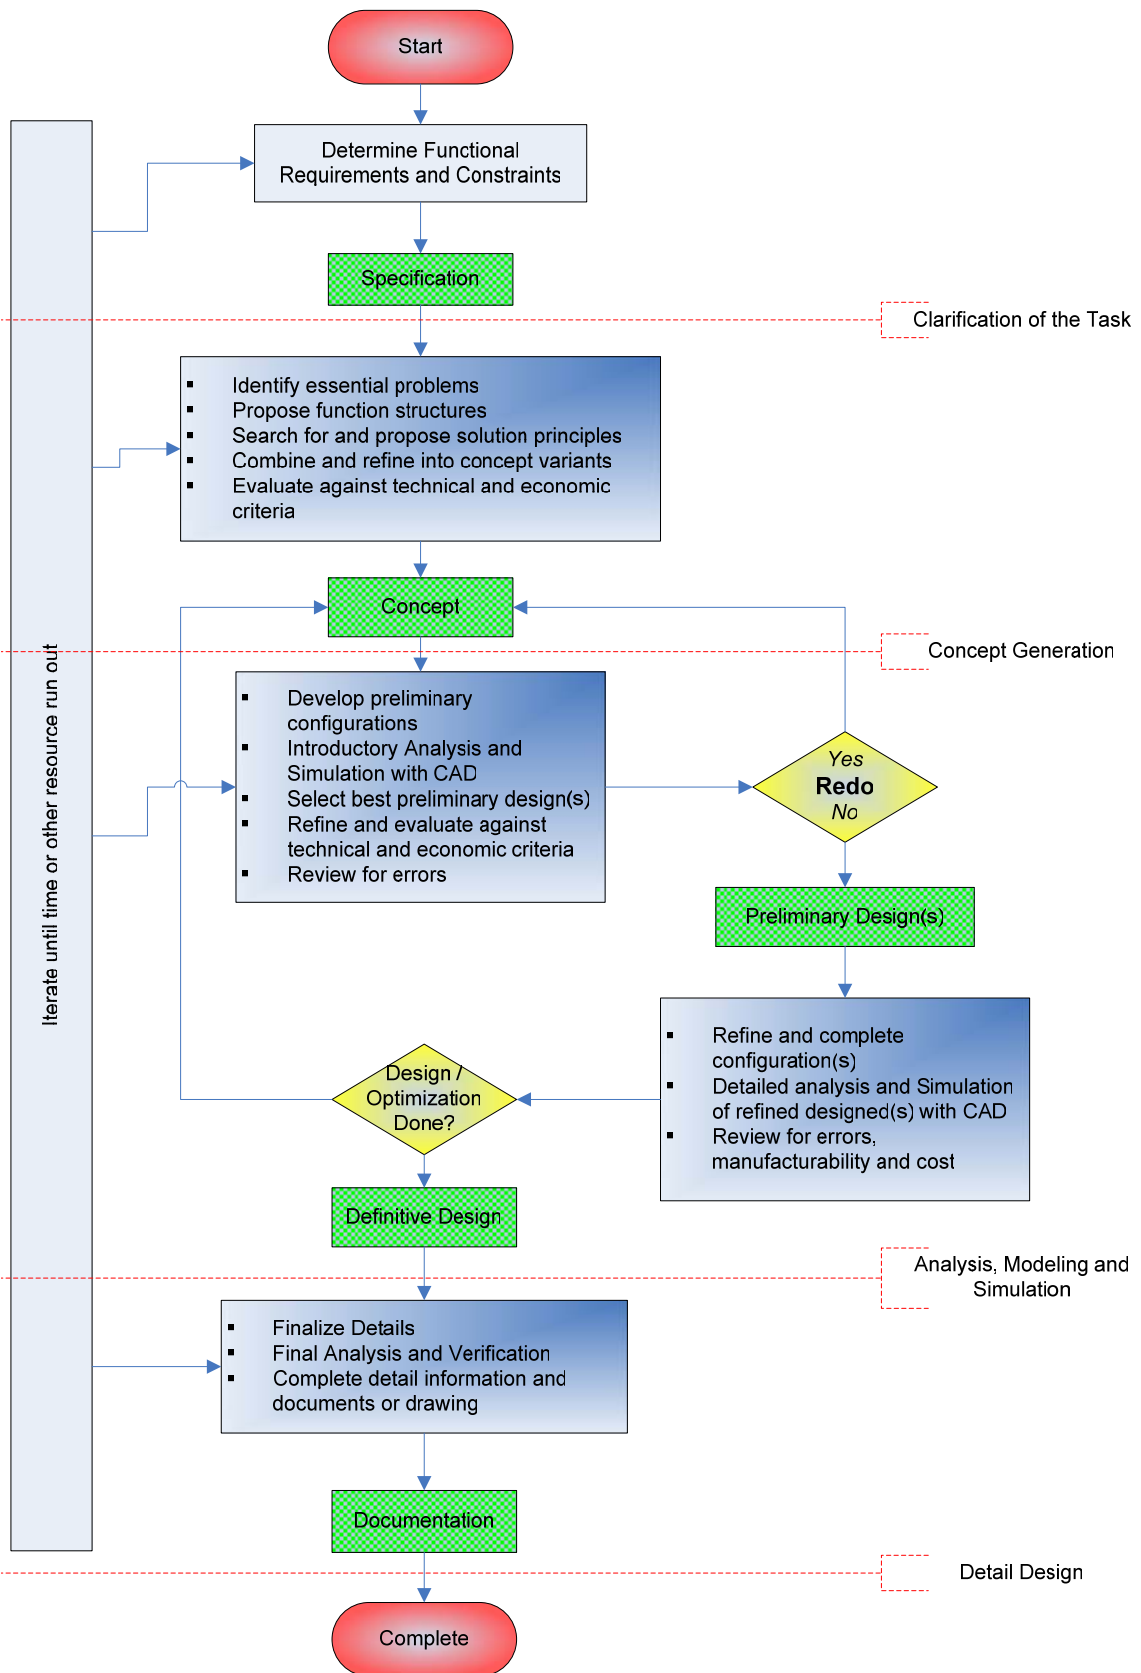 Start
Determine Functional
Requirements and Constraints
Specification
Clarification of the Task
▪ Identify essential problems
▪ Propose function structures
▪ Search for and propose solution principles
▪ Combine and refine into concept variants
▪ Evaluate against technical and economic
criteria
Concept
Concept Generation
Iterate until time or other resource run out
▪ Develop preliminary
configurations
▪ Introductory Analysis and
Simulation with CAD
▪ Select best preliminary design(s)
▪ Refine and evaluate against
technical and economic criteria
▪ Review for errors
Yes
Redo
No
Preliminary Design(s)
▪ Refine and complete
configuration(s)
▪ Detailed analysis and Simulation
of refined designed(s) with CAD
▪ Review for errors,
manufacturability and cost
Design /
Optimization
Done?
Definitive Design
Analysis, Modeling and
Simulation
▪ Finalize Details
▪ Final Analysis and Verification
▪ Complete detail information and
documents or drawing
Documentation
Detail Design
Complete